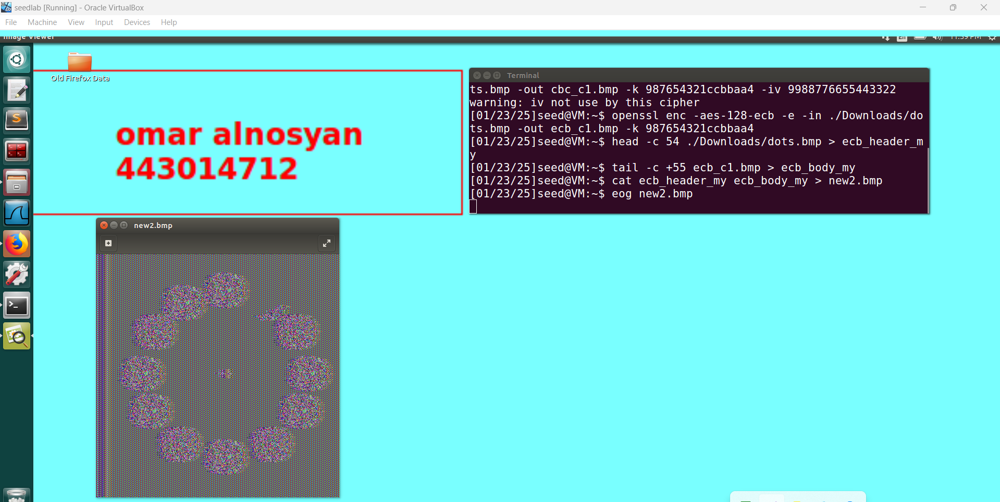 seedlab [Running] - Oracle VirtualBox
File Machine View Input Devices Help
Image Viewer
En
11:39 PM
Old Firefox Data
omar alnosyan
443014712
Terminal
ts.bmp -out cbc_c1.bmp -k 987654321ccbbaa4 -iv 9988776655443322
warning: iv not use by this cipher
[01/23/25]seed@VM:~$ openssl enc -aes-128-ecb -e -in ./Downloads/do
ts.bmp -out ecb_c1.bmp -k 987654321ccbbaa4
[01/23/25]seed@VM:~$ head -c 54 ./Downloads/dots.bmp > ecb_header_m
y
[01/23/25]seed@VM:~$ tail -c +55 ecb_c1.bmp > ecb_body_my
[01/23/25]seed@VM:~$ cat ecb_header_my ecb_body_my > new2.bmp
[01/23/25]seed@VM:~$ eog new2.bmp
new2.bmp